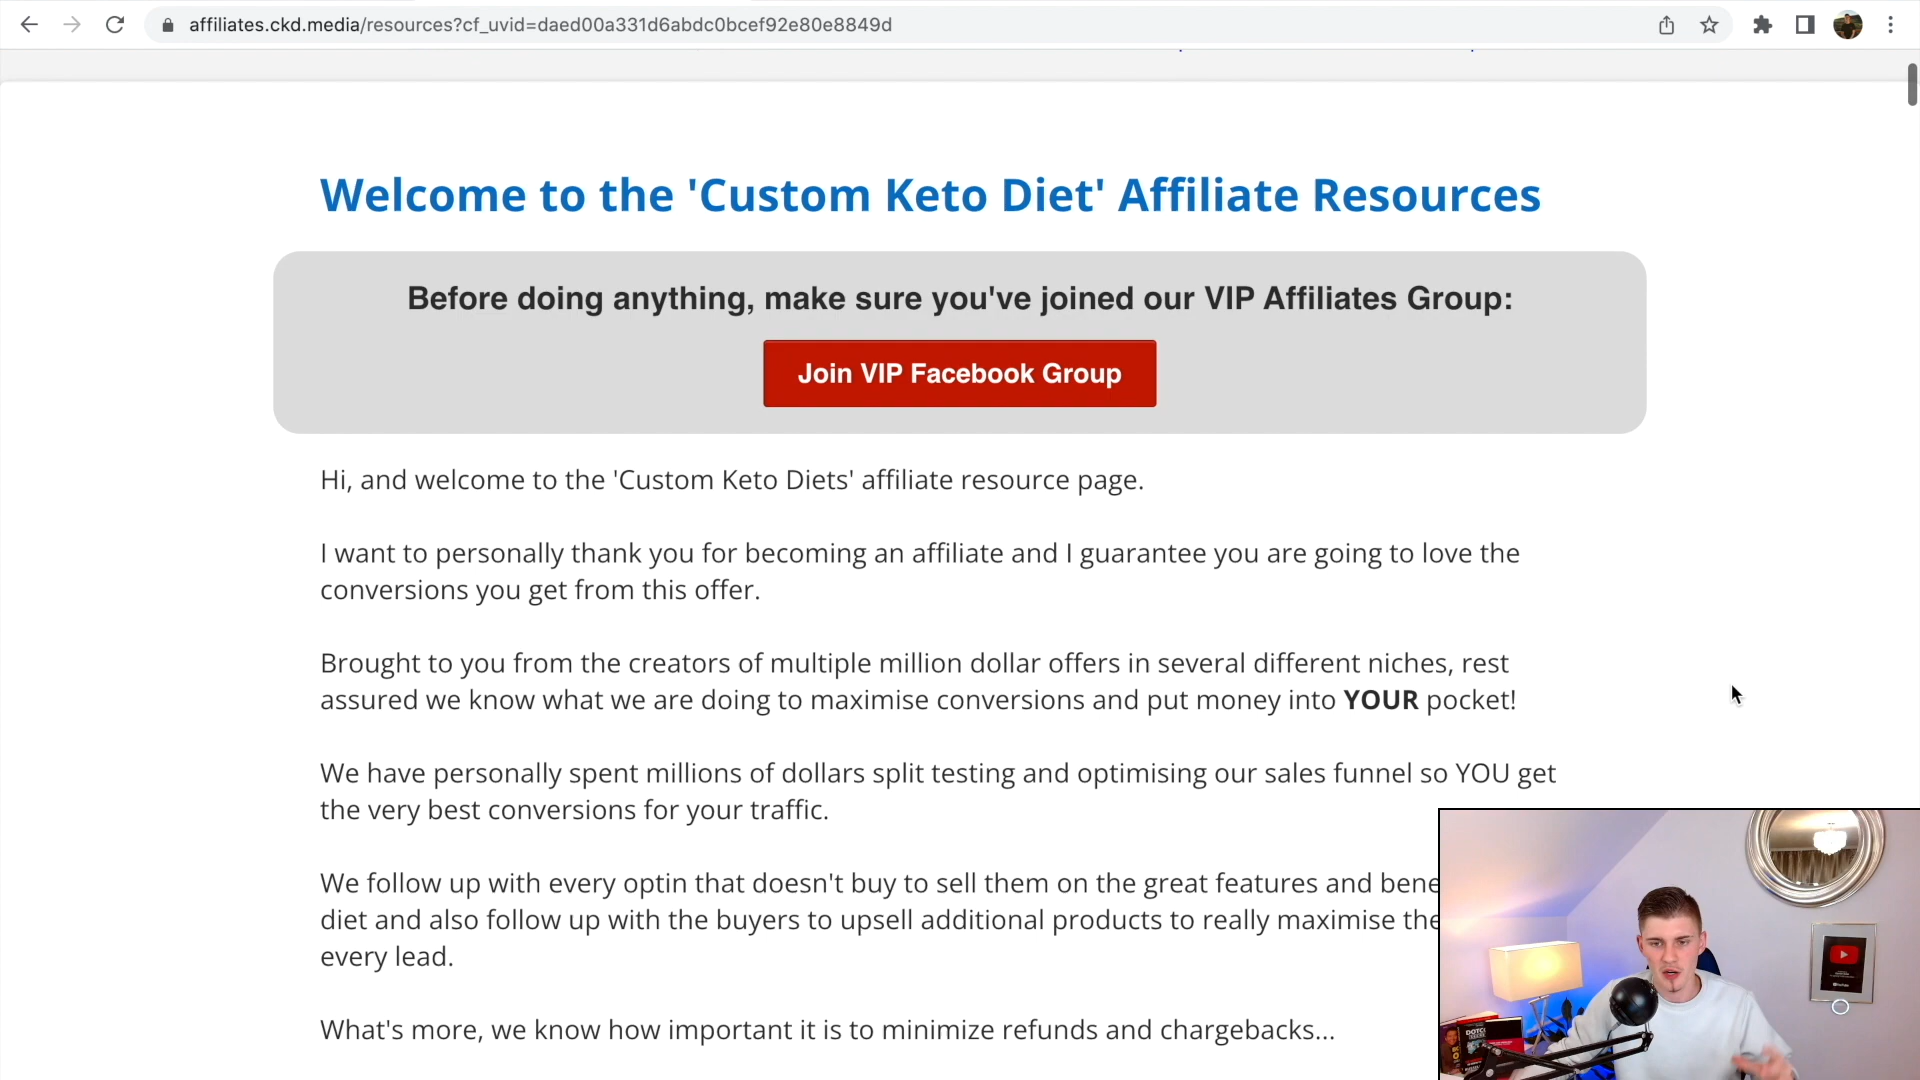 affiliates.ckd.media/resources?cf_uvid=daed00a331d6abdc0bcef92e80e8849d
Welcome to the 'Custom Keto Diet' Affiliate Resources
Before doing anything, make sure you've joined our VIP Affiliates Group:
Join VIP Facebook Group
Hi, and welcome to the 'Custom Keto Diets' affiliate resource page.
I want to personally thank you for becoming an affiliate and I guarantee you are going to love the
conversions you get from this offer.
Brought to you from the creators of multiple million dollar offers in several different niches, rest
assured we know what we are doing to maximise conversions and put money into YOUR pocket!
We have personally spent millions of dollars split testing and optimising our sales funnel so YOU get
the very best conversions for your traffic.
We follow up with every optin that doesn't buy to sell them on the great features and bene
diet and also follow up with the buyers to upsell additional products to really maximise the
every lead.
What's more, we know how important it is to minimize refunds and chargebacks...
DOTCO